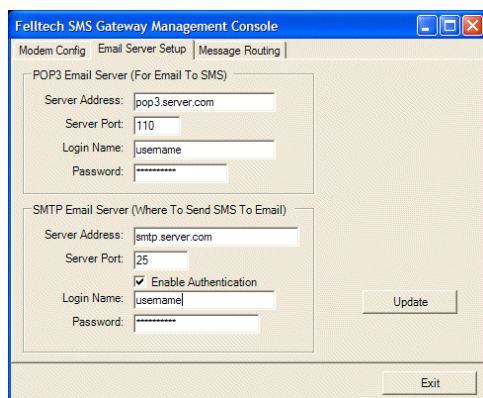 Felltech SMS Gateway Management Console
Modem Config Email Server Setup Message Routing
POP3 Email Server (For Email To SMS)
Server Address: pop3.server.com
Server Port: 110
Login Name: username
Password: **********
SMTP Email Server (Where To Send SMS To Email)
Server Address: smtp.server.com
Server Port: 25
Enable Authentication
Login Name: username
Password: **********
Update
Exit